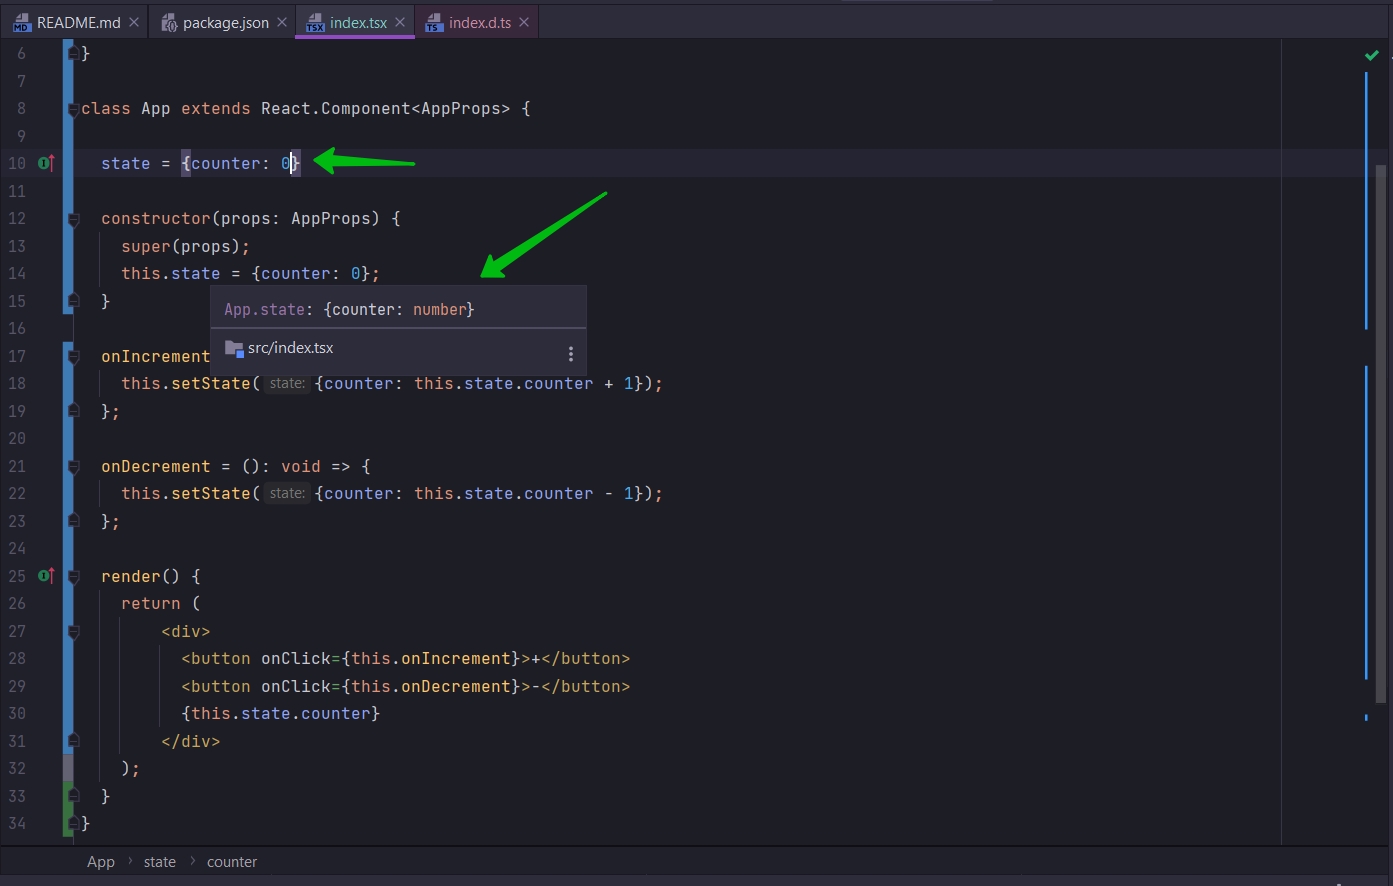 README.md package.json index.tsx index.d.ts
6 }
7
8 class App extends React.Component<AppProps> {
9
10 state = {counter: 0}
11
12 constructor(props: AppProps) {
13 super(props);
14 this.state = {counter: 0};
15 }
App.state: {counter: number}
16
src/index.tsx
17 onIncrement
18 this.setState( state: {counter: this.state.counter + 1});
19 };
20
21 onDecrement = (): void => {
22 this.setState( state: {counter: this.state.counter - 1});
23 };
24
25 render() {
26 return (
27 <div>
28 <button onClick={this.onIncrement}>+</button>
29 <button onClick={this.onDecrement}>-</button>
30 {this.state.counter}
31 </div>
32 );
33 }
34 }
App › state › counter